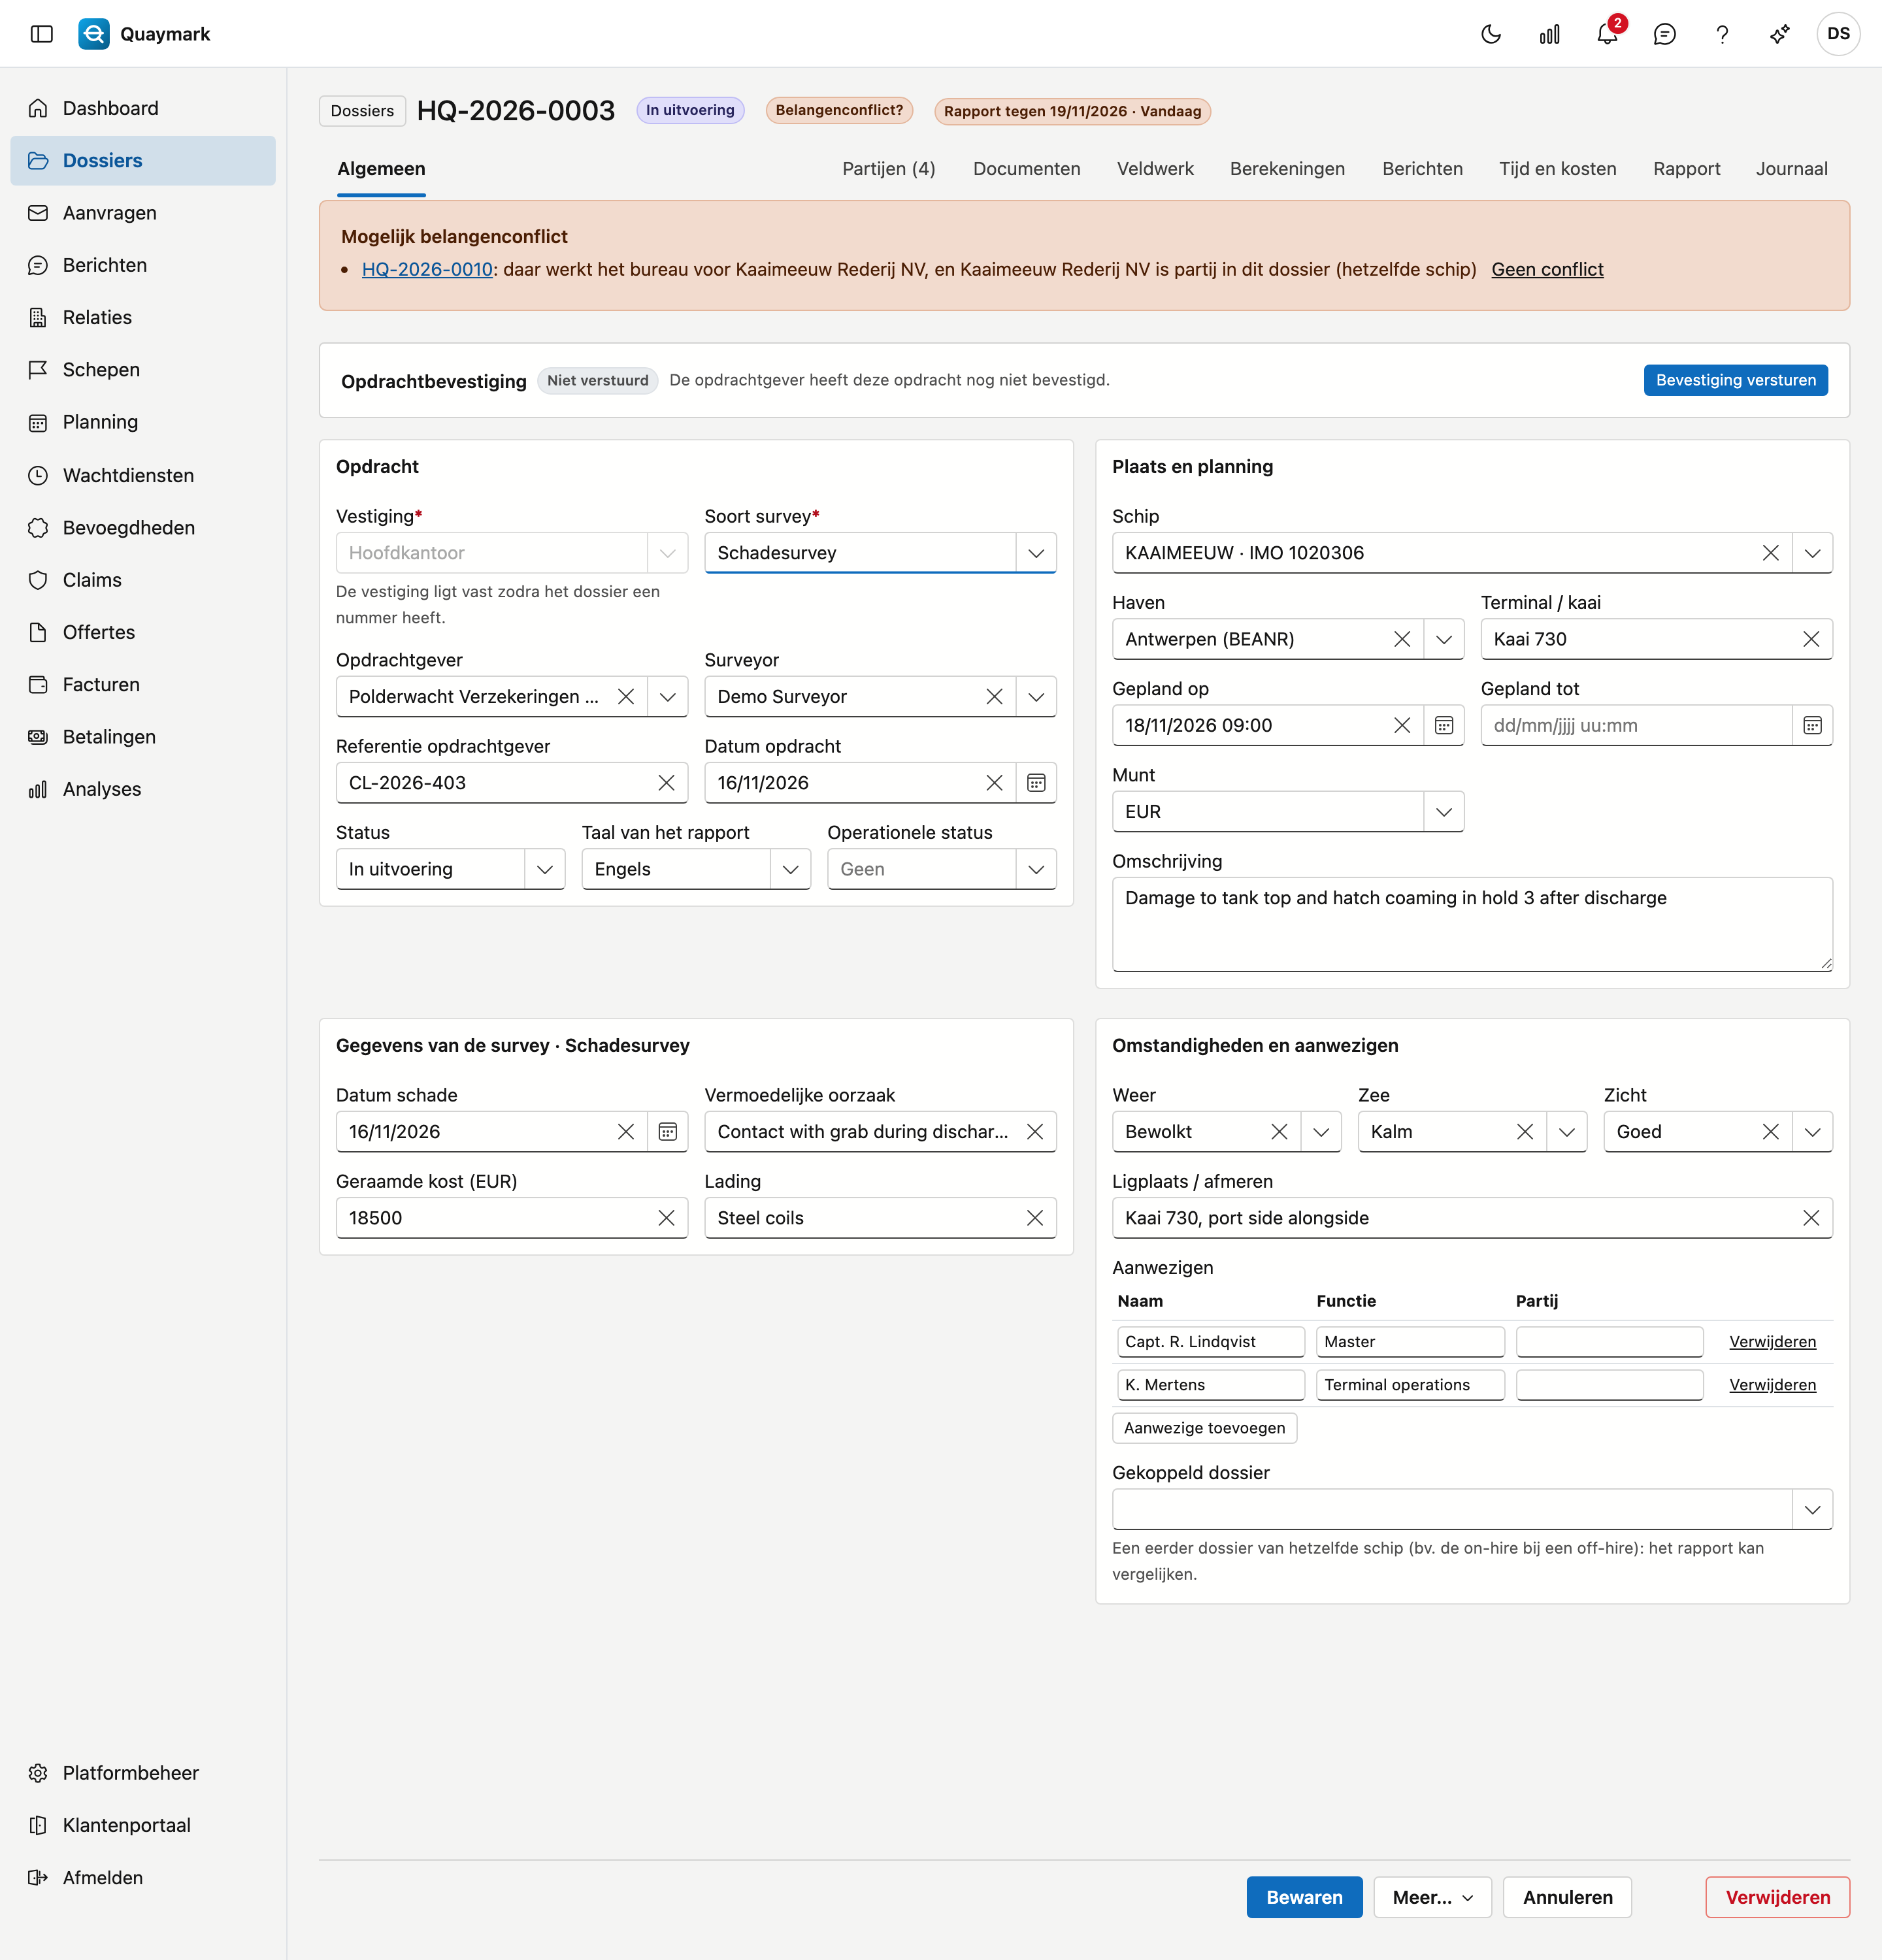 Quaymark
2
DS
Dashboard
Dossiers
Aanvragen
Berichten
Relaties
Schepen
Planning
Wachtdiensten
Bevoegdheden
Claims
Offertes
Facturen
Betalingen
Analyses
Platformbeheer
Klantenportaal
Afmelden
Dossiers HQ-2026-0003 In uitvoering Belangenconflict? Rapport tegen 19/11/2026 · Vandaag
Algemeen Partijen (4) Documenten Veldwerk Berekeningen Berichten Tijd en kosten Rapport Journaal
Mogelijk belangenconflict
• HQ-2026-0010: daar werkt het bureau voor Kaaimeeuw Rederij NV, en Kaaimeeuw Rederij NV is partij in dit dossier (hetzelfde schip) Geen conflict
Opdrachtbevestiging Niet verstuurd De opdrachtgever heeft deze opdracht nog niet bevestigd. Bevestiging versturen
Opdracht
Vestiging* Soort survey*
Hoofdkantoor Schadesurvey
De vestiging ligt vast zodra het dossier een
nummer heeft.
Opdrachtgever Surveyor
Polderwacht Verzekeringen ... Demo Surveyor
Referentie opdrachtgever Datum opdracht
CL-2026-403 16/11/2026
Status Taal van het rapport Operationele status
In uitvoering Engels Geen
Plaats en planning
Schip
KAAIMEEUW · IMO 1020306
Haven Terminal / kaai
Antwerpen (BEANR) Kaai 730
Gepland op Gepland tot
18/11/2026 09:00 dd/mm/jjjj uu:mm
Munt
EUR
Omschrijving
Damage to tank top and hatch coaming in hold 3 after discharge
Gegevens van de survey · Schadesurvey
Datum schade Vermoedelijke oorzaak
16/11/2026 Contact with grab during dischar...
Geraamde kost (EUR) Lading
18500 Steel coils
Omstandigheden en aanwezigen
Weer Zee Zicht
Bewolkt Kalm Goed
Ligplaats / afmeren
Kaai 730, port side alongside
Aanwezigen
Naam Functie Partij
Capt. R. Lindqvist Master Verwijderen
K. Mertens Terminal operations Verwijderen
Aanwezige toevoegen
Gekoppeld dossier
Een eerder dossier van hetzelfde schip (bv. de on-hire bij een off-hire): het rapport kan
vergelijken.
Bewaren Meer... Annuleren Verwijderen